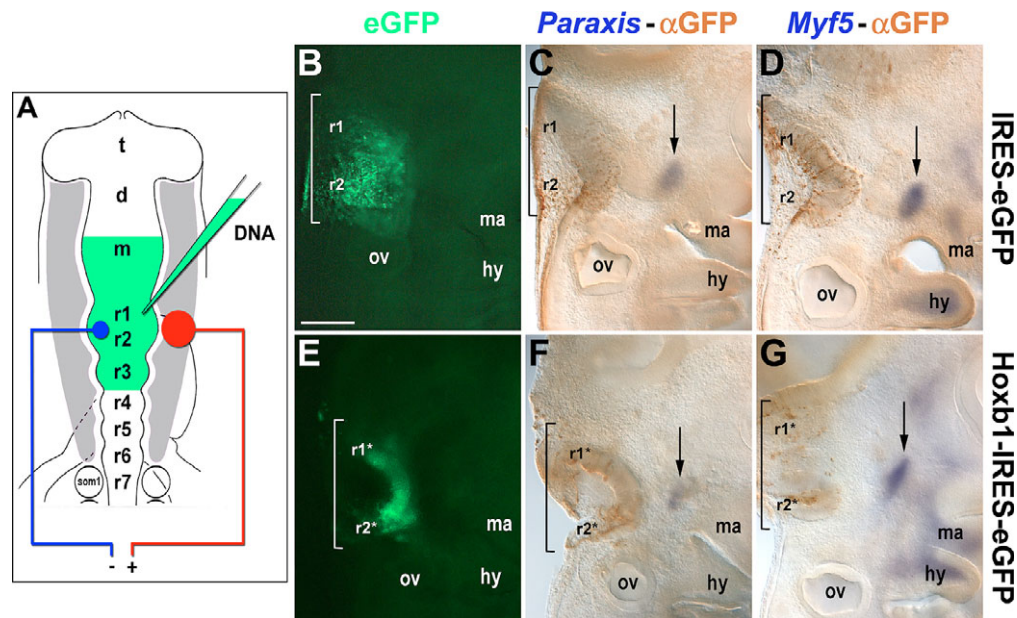 eGFP
Paraxis - αGFP
Myf5 - αGFP
A
t
d
m
DNA
r1
r2
r3
r4
r5
r6
r7
som1
- +
B
r1
r2
ma
ov
hy
C
r1
r2
ma
ov
hy
D
r1
r2
ma
ov
hy
IRES-eGFP
E
r1*
r2*
ma
ov
hy
F
r1*
r2*
ma
ov
hy
G
r1*
r2*
ma
ov
hy
Hoxb1-IRES-eGFP